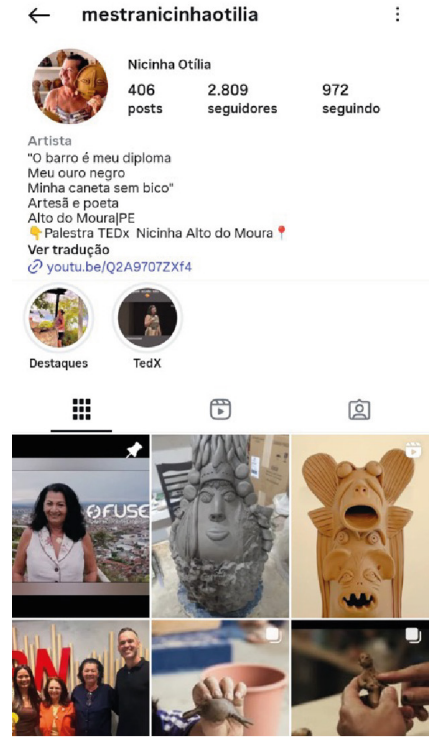 mestranicinhaotilia
Nicinha Otília
406 2.809 972
posts seguidores seguindo
Artista
"O barro é meu diploma
Meu ouro negro
Minha caneta sem bico"
Artesã e poeta
Alto do Moura|PE
👇Palestra TEDx Nicinha Alto do Moura📍
Ver tradução
youtu.be/Q2A9707ZXf4
Destaques TedX
FUSE